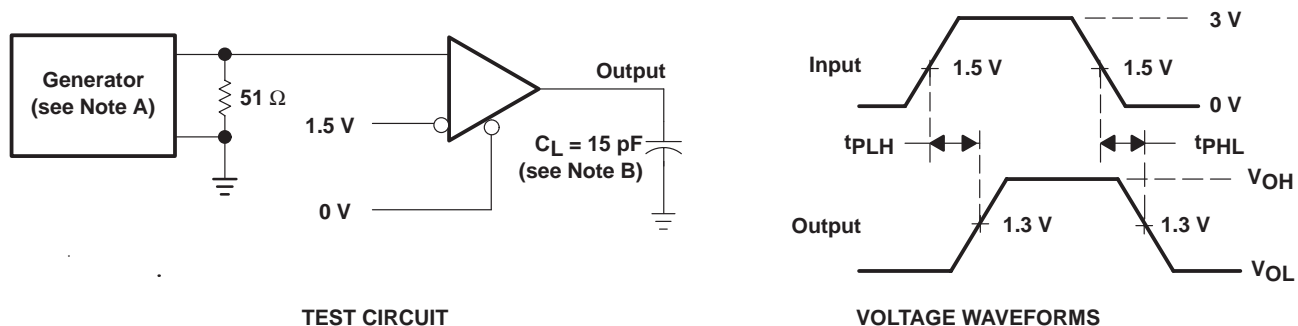 Generator
(see Note A)
51 Ω
1.5 V
0 V
Output
CL = 15 pF
(see Note B)
TEST CIRCUIT
Input
3 V
1.5 V
1.5 V
0 V
tPLH
tPHL
Output
VOH
1.3 V
1.3 V
VOL
VOLTAGE WAVEFORMS